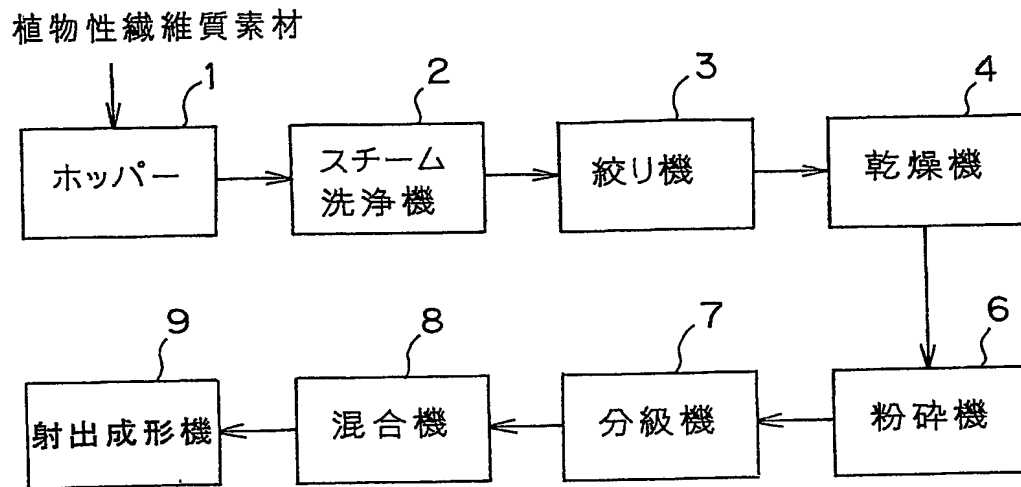 植物性繊維質素材
1
ホッパー
2
スチーム
洗浄機
3
絞り機
4
乾燥機
6
粉砕機
7
分級機
8
混合機
9
射出成形機